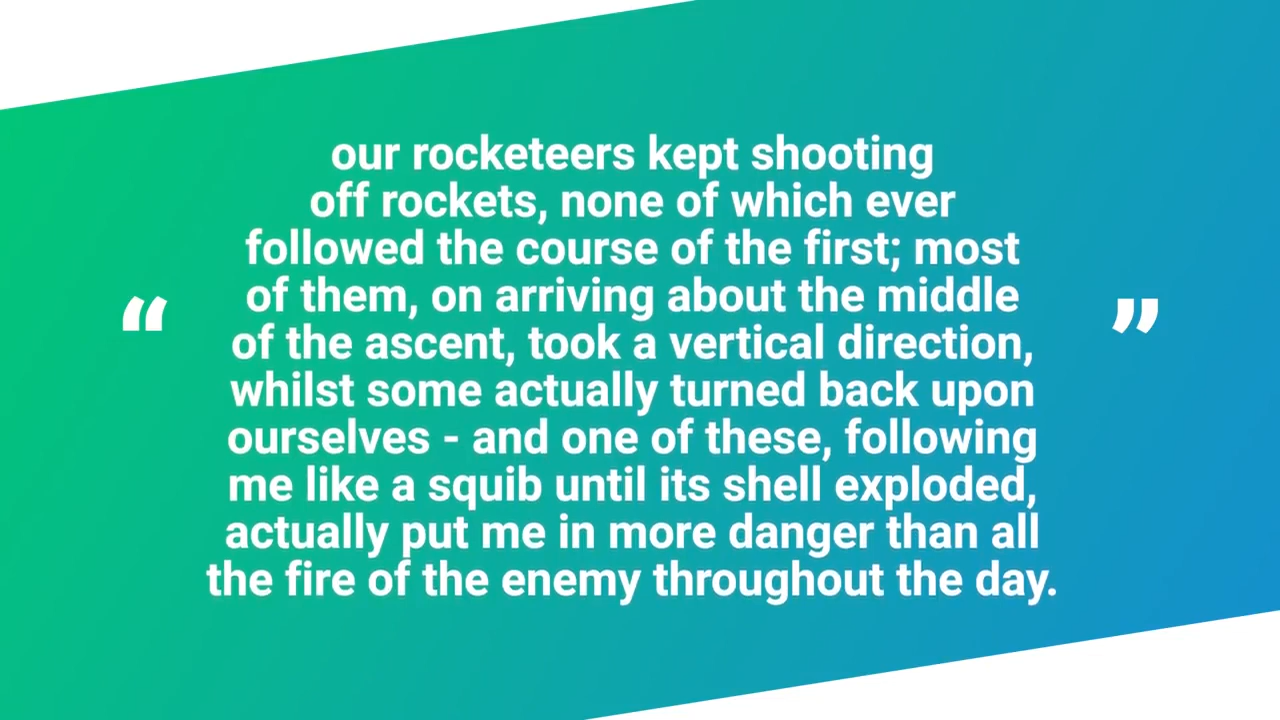 our rocketeers kept shooting
off rockets, none of which ever
followed the course of the first; most
of them, on arriving about the middle
“ of the ascent, took a vertical direction, ”
whilst some actually turned back upon
ourselves - and one of these, following
me like a squib until its shell exploded,
actually put me in more danger than all
the fire of the enemy throughout the day.